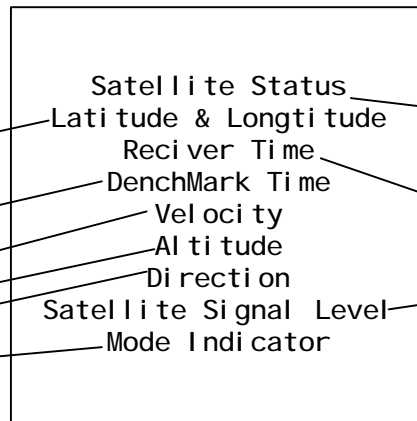 Satellite Status
Latitude & Longtitude
Reciver Time
DenchMark Time
Velocity
Altitude
Direction
Satellite Signal Level
Mode Indicator